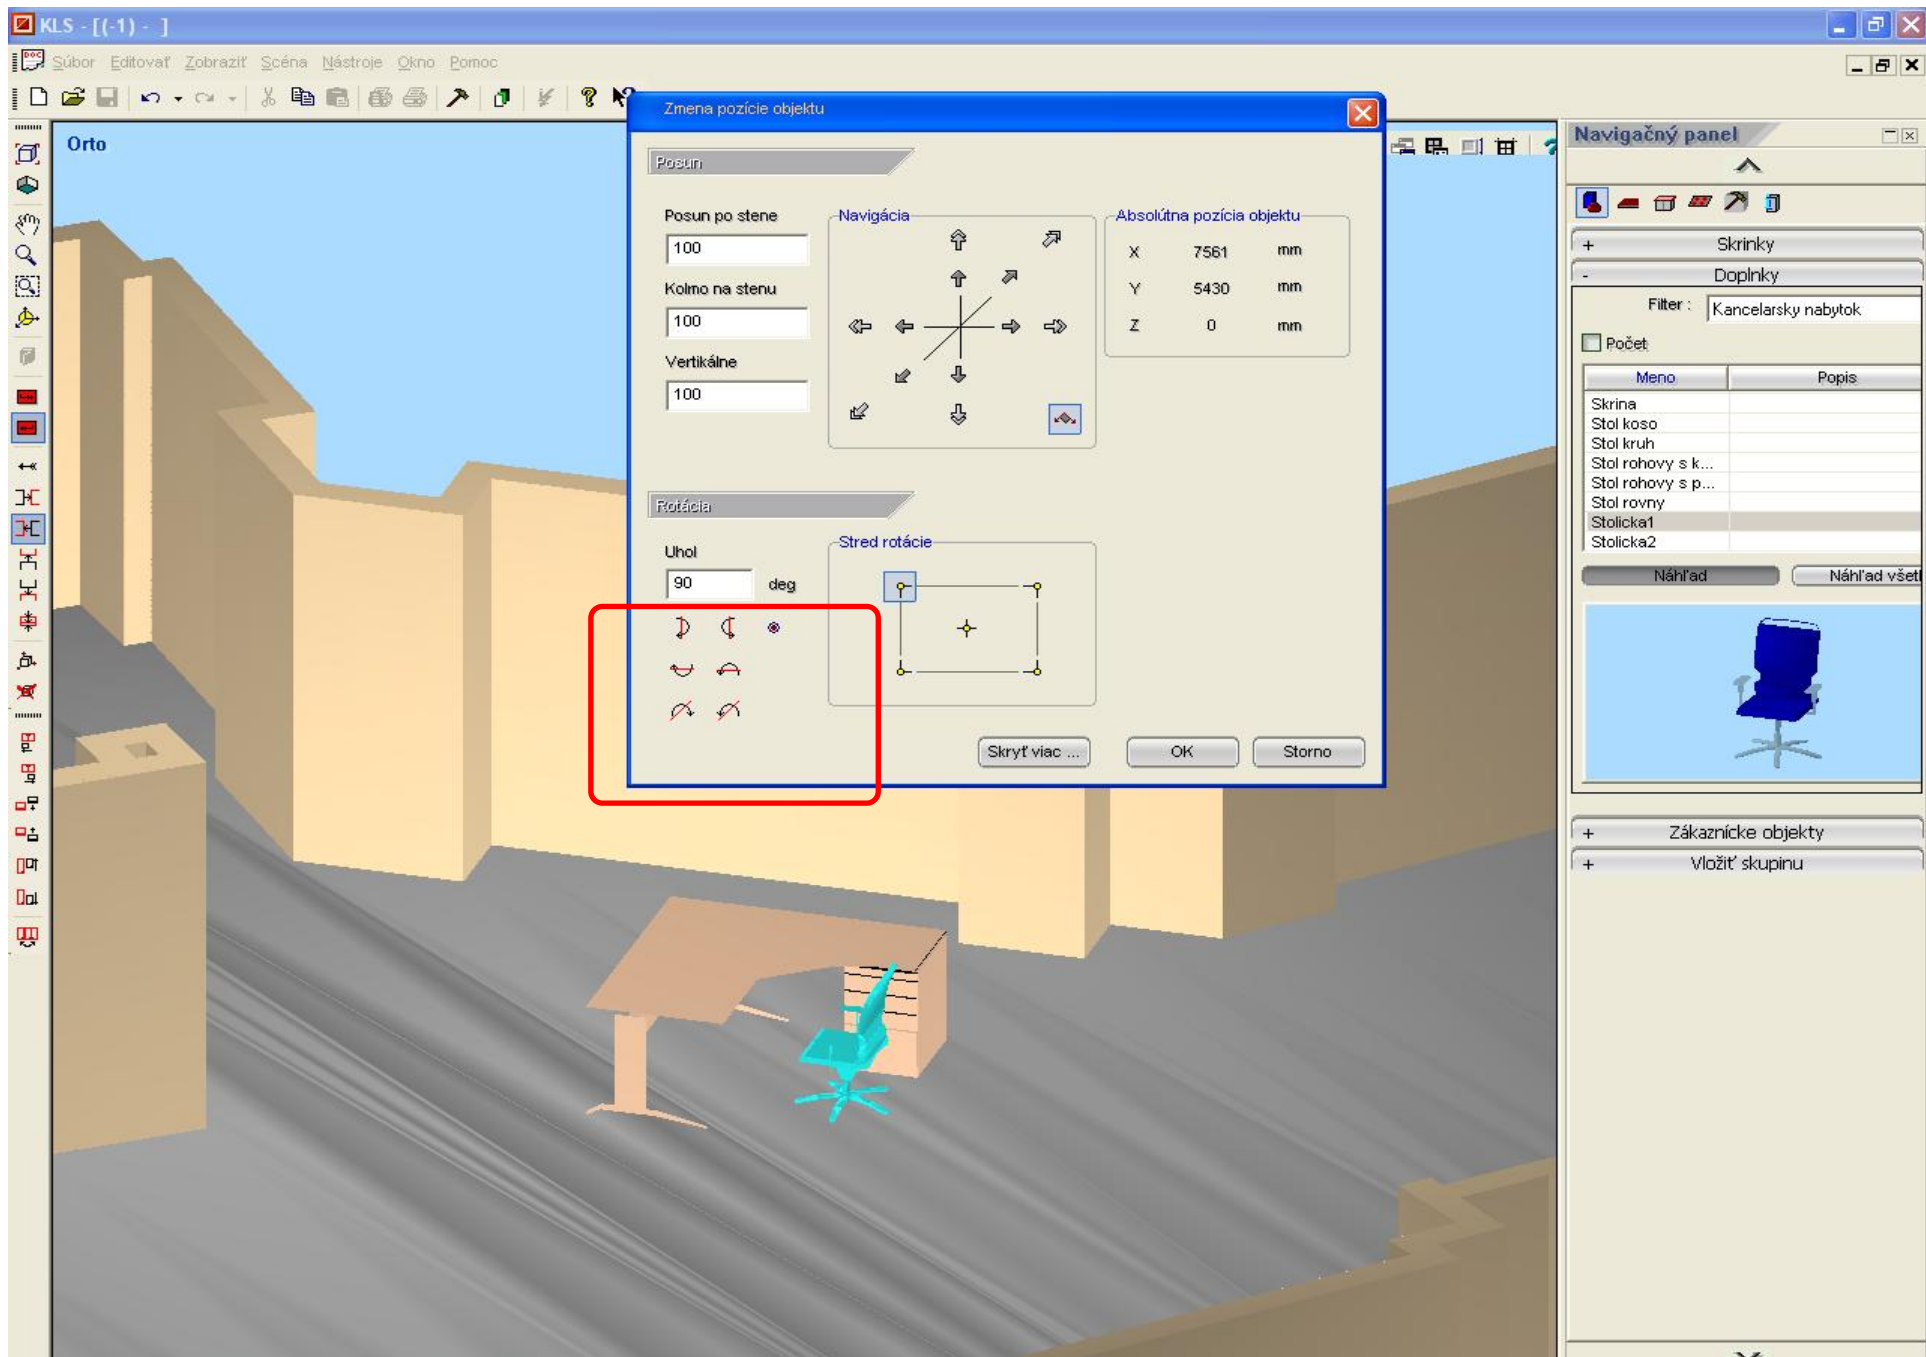 KLS - [(-1) - ]
Súbor Editovať Zobraziť Scéna Nástroje Okno Pomoc
Orto
Zmena pozície objektu
Posun
Posun po stene
100
Kolmo na stenu
100
Vertikálne
100
Navigácia
Absolútna pozícia objektu
X 7561 mm
Y 5430 mm
Z 0 mm
Rotácia
Uhol
90 deg
Stred rotácie
Skryť viac ...
OK
Storno
Navigačný panel
+ Skrinky
- Doplnky
Filter : Kancelarsky nabytok
Počet
Meno Popis
Skrina
Stol koso
Stol kruh
Stol rohovy s k...
Stol rohovy s p...
Stol rovny
Stolicka1
Stolicka2
Náhľad Náhľad všetl
+ Zákaznícke objekty
+ Vložiť skupinu